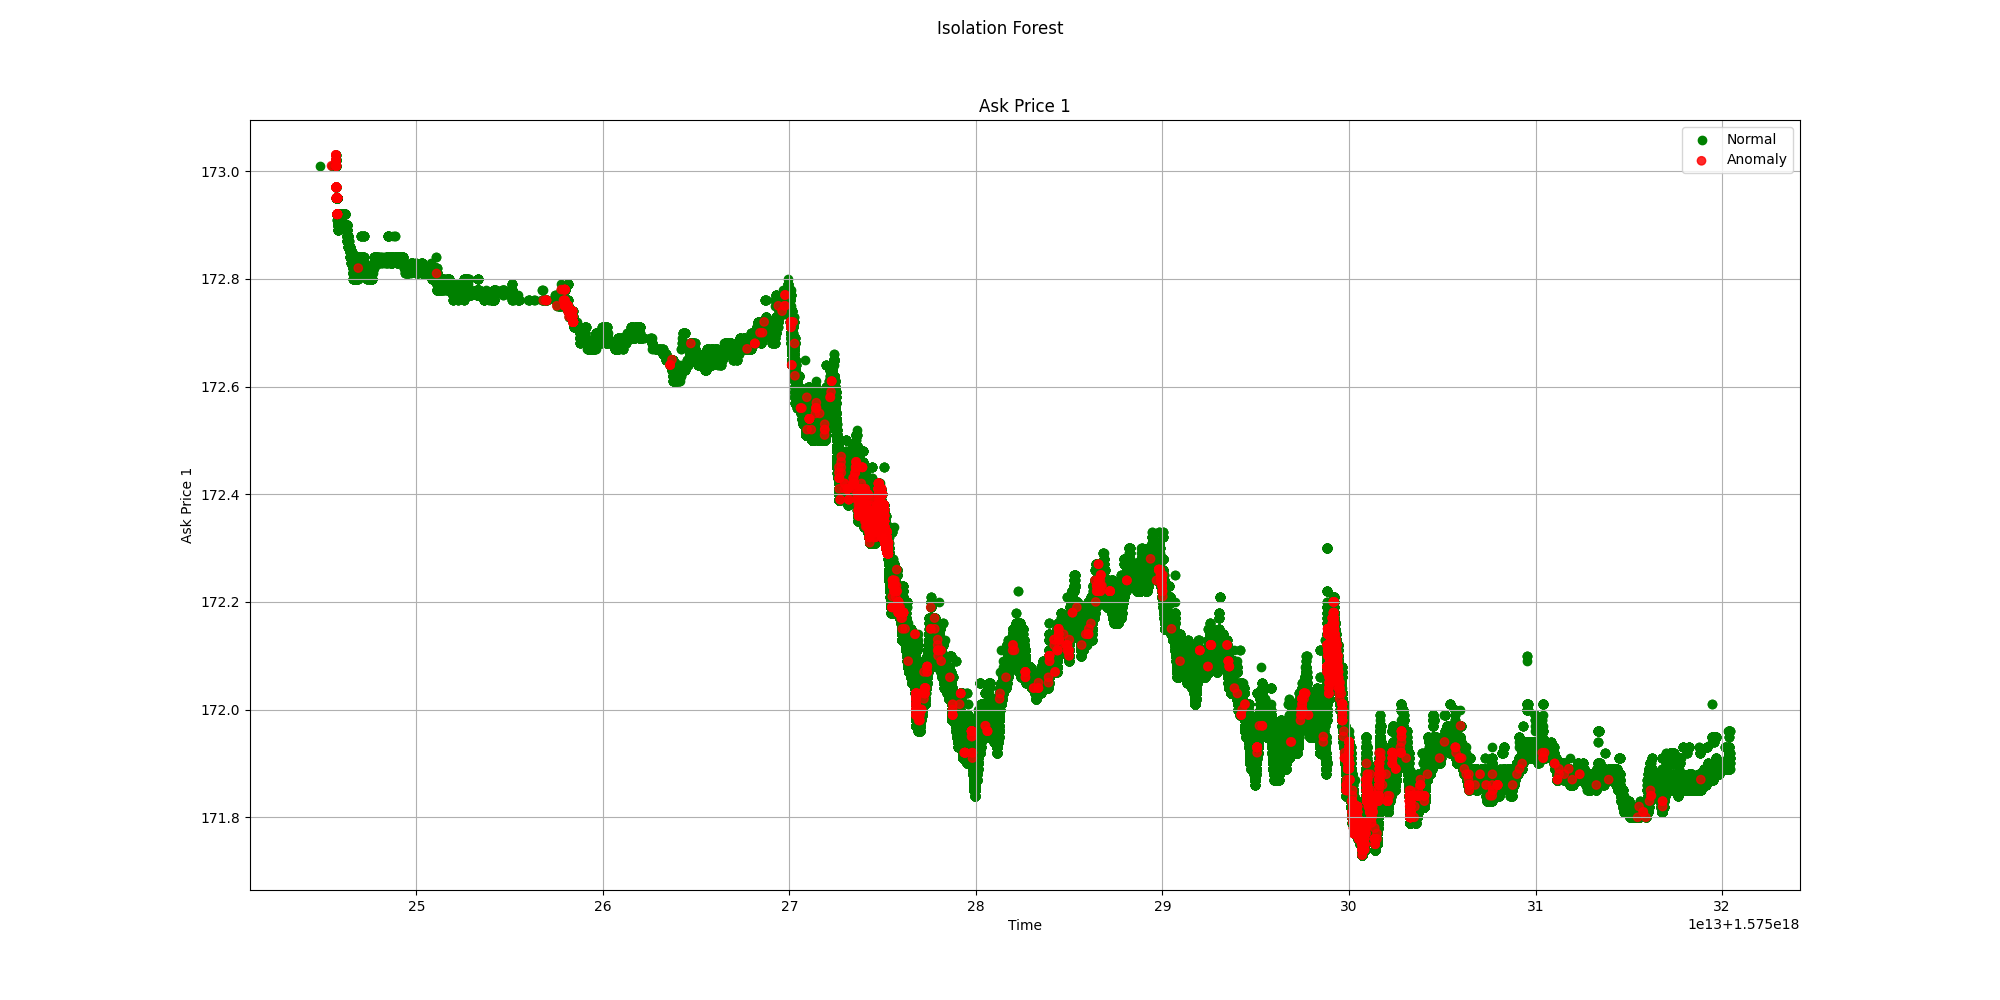 Isolation Forest
Ask Price 1
Normal
Anomaly
173.0
172.8
172.6
172.4
172.2
172.0
171.8
Ask Price 1
25 26 27 28 29 30 31 32
Time
1e13+1.575e18